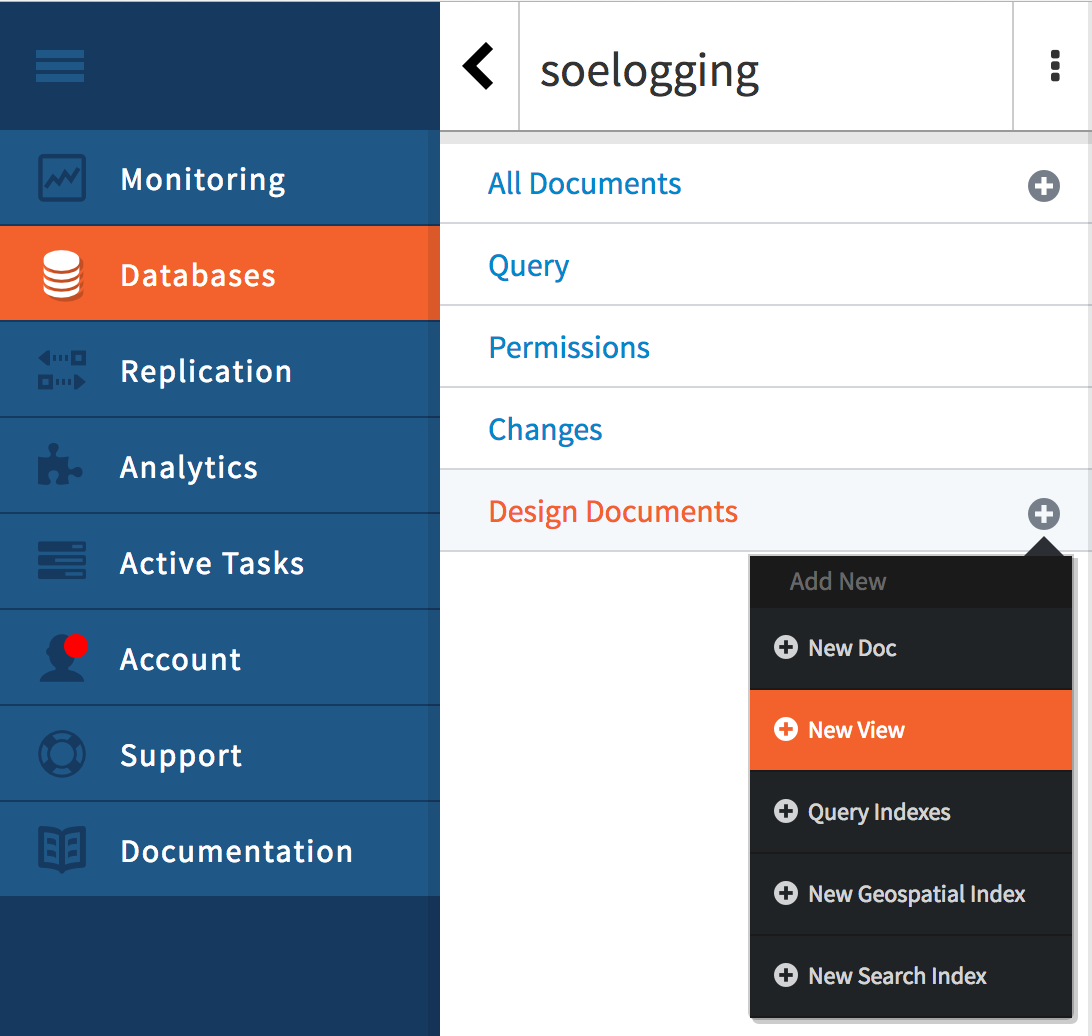 soelogging
Monitoring
Databases
Replication
Analytics
Active Tasks
Account
Support
Documentation
All Documents
Query
Permissions
Changes
Design Documents
Add New
New Doc
New View
Query Indexes
New Geospatial Index
New Search Index